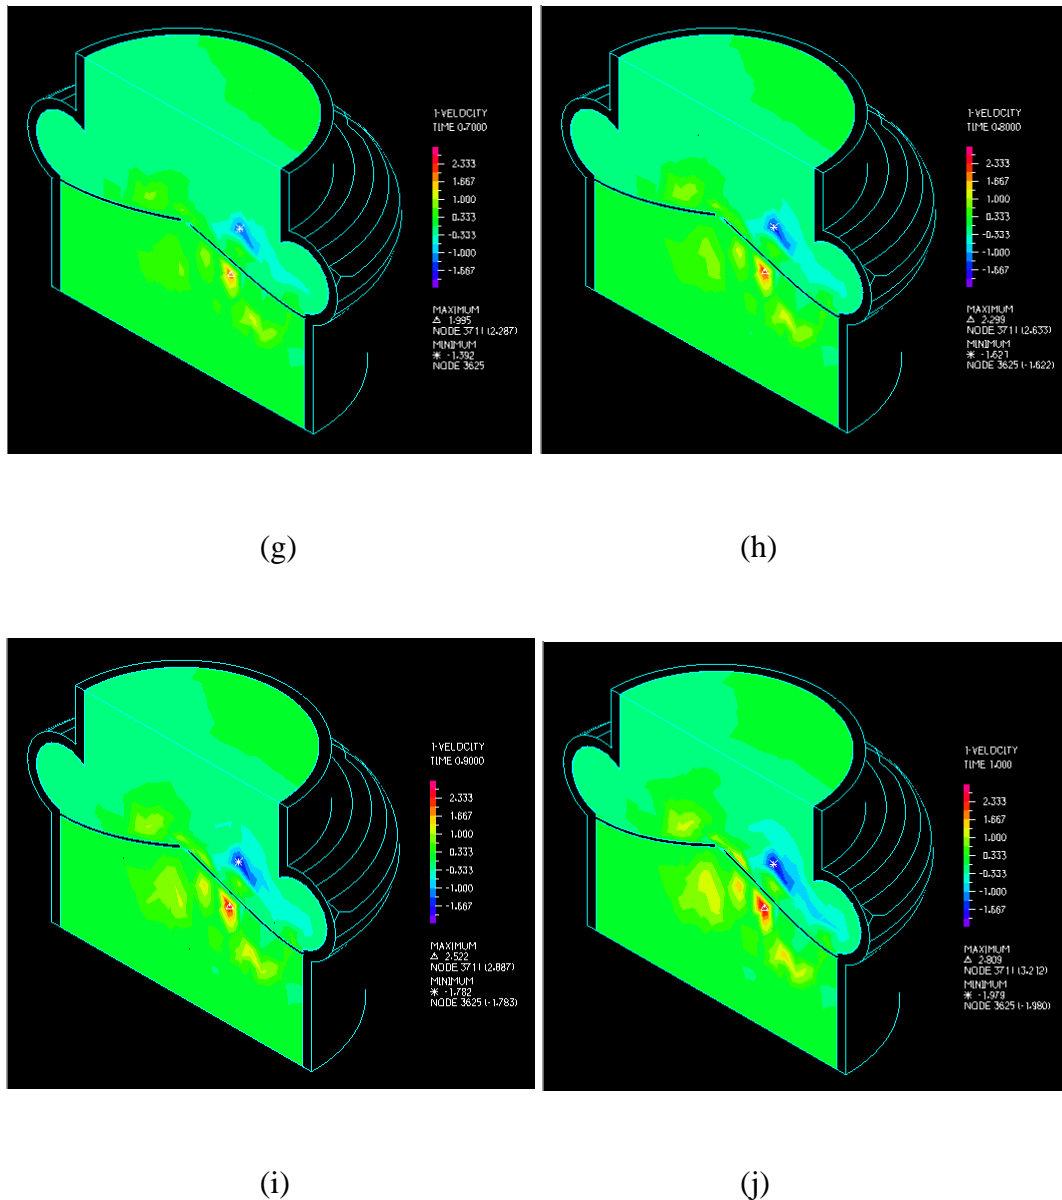 Y-VELOCITY
TIME 0.7000
2.333
1.667
1.000
0.333
-0.333
-1.000
-1.667
MAXIMUM
Δ 1.995
NODE 3711 (2.287)
MINIMUM
* -1.392
NODE 3625
Y-VELOCITY
TIME 0.8000
2.333
1.667
1.000
0.333
-0.333
-1.000
-1.667
MAXIMUM
Δ 2.299
NODE 3711 (2.633)
MINIMUM
* -1.621
NODE 3625 (-1.622)
(g)
(h)
Y-VELOCITY
TIME 0.9000
2.333
1.667
1.000
0.333
-0.333
-1.000
-1.667
MAXIMUM
Δ 2.522
NODE 3711 (2.887)
MINIMUM
* -1.782
NODE 3625 (-1.783)
Y-VELOCITY
TIME 1.000
2.333
1.667
1.000
0.333
-0.333
-1.000
-1.667
MAXIMUM
Δ 2.809
NODE 3711 (3.212)
MINIMUM
* -1.979
NODE 3625 (-1.980)
(i)
(j)